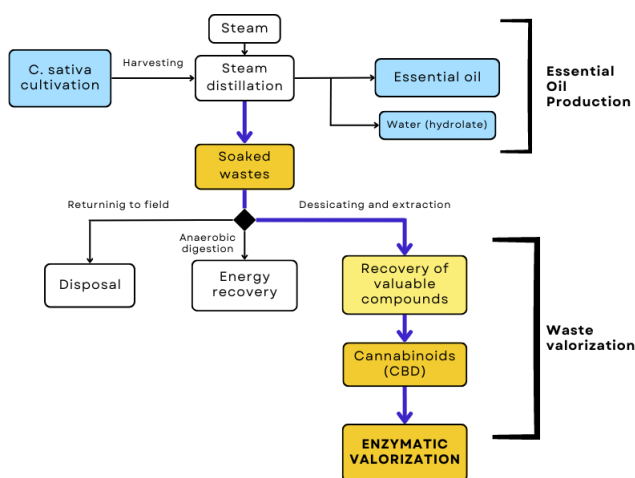 Steam
C. sativa
cultivation
Harvesting
Steam
distillation
Essential oil
Water (hydrolate)
Essential
Oil
Production
Soaked
wastes
Returninig to field
Dessicating and extraction
Anaerobic
digestion
Disposal
Energy
recovery
Recovery of
valuable
compounds
Waste
valorization
Cannabinoids
(CBD)
ENZYMATIC
VALORIZATION